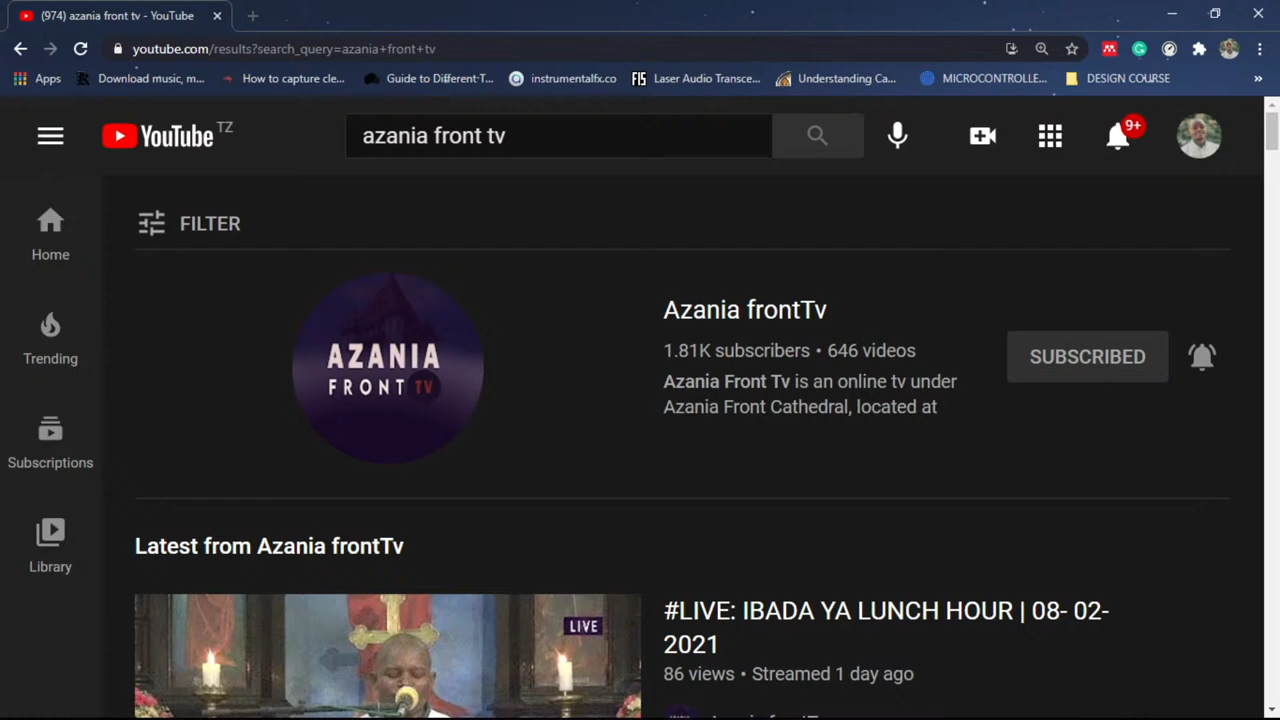 (974) azania front tv - YouTube
youtube.com/results?search_query=azania+front+tv
Apps Download music, m... How to capture cle... Guide to Different T... instrumentalfx.co Laser Audio Transce... Understanding Ca... MICROCONTROLLE... DESIGN COURSE »
YouTube TZ
azania front tv
9+
FILTER
Home
Trending
Subscriptions
Library
AZANIA
FRONT TV
Azania frontTv
1.81K subscribers • 646 videos
Azania Front Tv is an online tv under
Azania Front Cathedral, located at
SUBSCRIBED
Latest from Azania frontTv
LIVE
#LIVE: IBADA YA LUNCH HOUR | 08- 02-
2021
86 views • Streamed 1 day ago